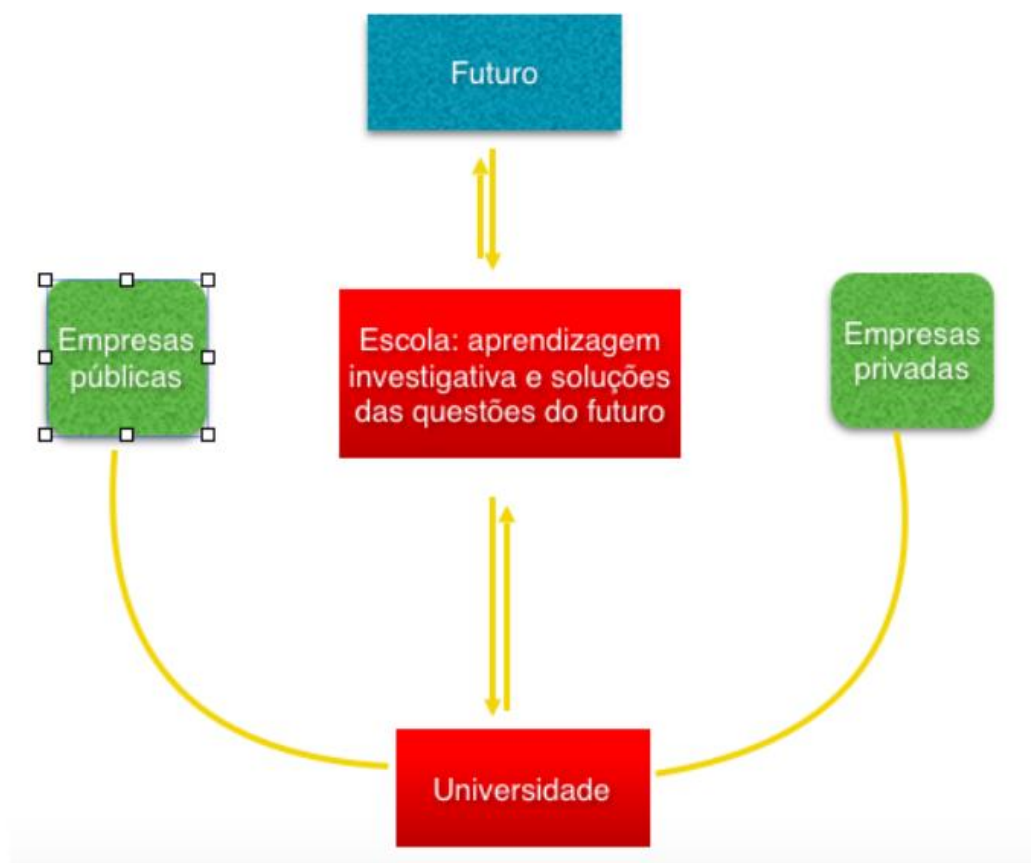 Futuro
Empresas
públicas
Escola: aprendizagem
investigativa e soluções
das questões do futuro
Empresas
privadas
Universidade